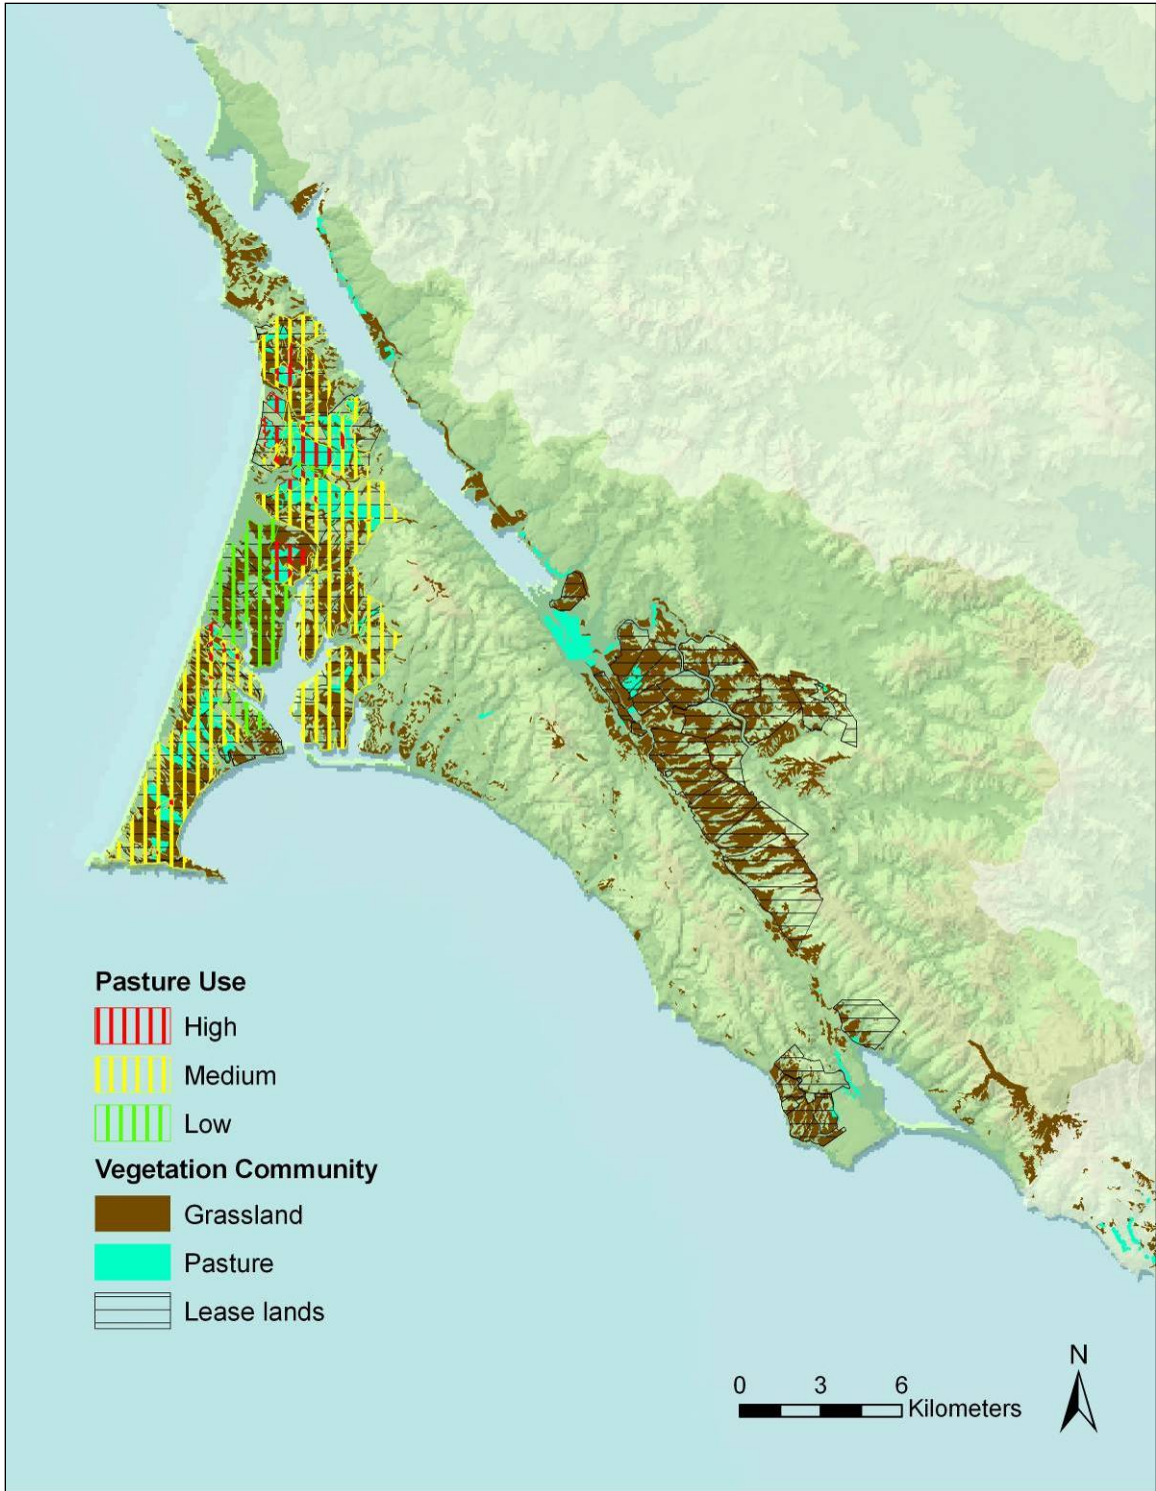 Pasture Use
High
Medium
Low
Vegetation Community
Grassland
Pasture
Lease lands
N
0 3 6
Kilometers